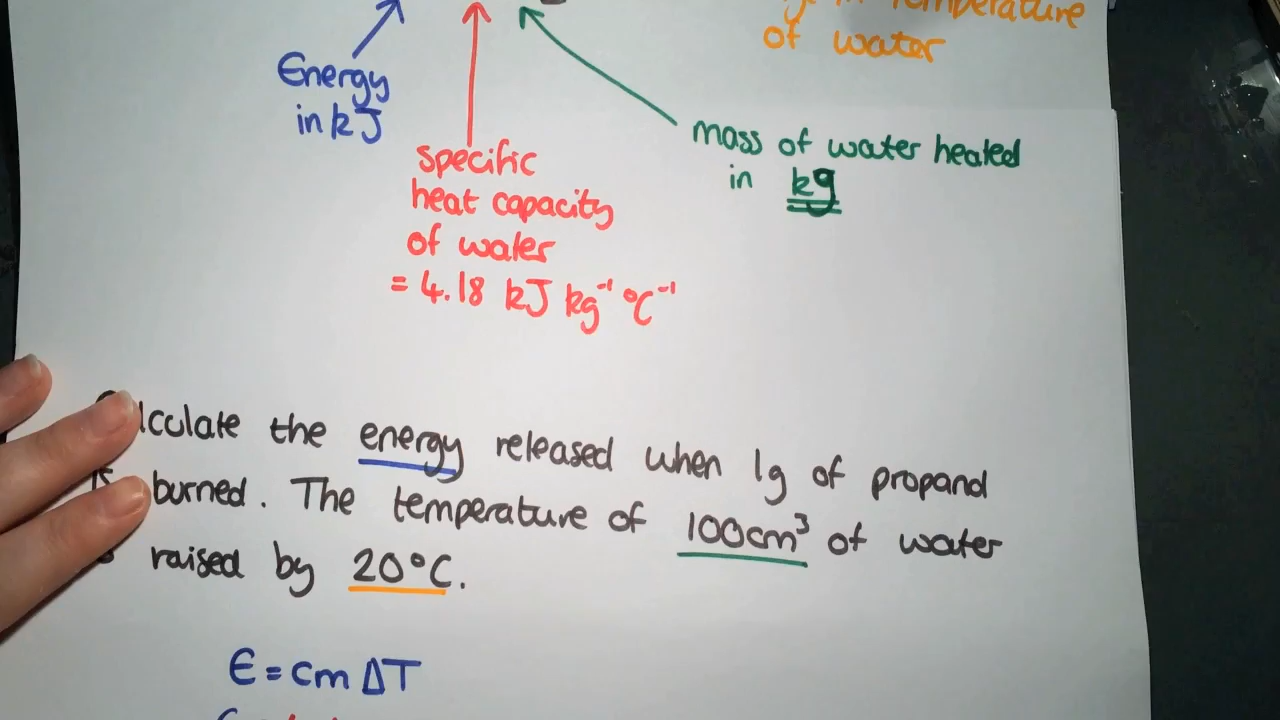 in temperature
of water
Energy
in kJ
mass of water heated
in kg
specific
heat capacity
of water
= 4.18 kJ kg⁻¹ °C⁻¹
lculate the energy released when 1g of propanol
is burned. The temperature of 100cm³ of water
raised by 20°C.
E = cm ΔT